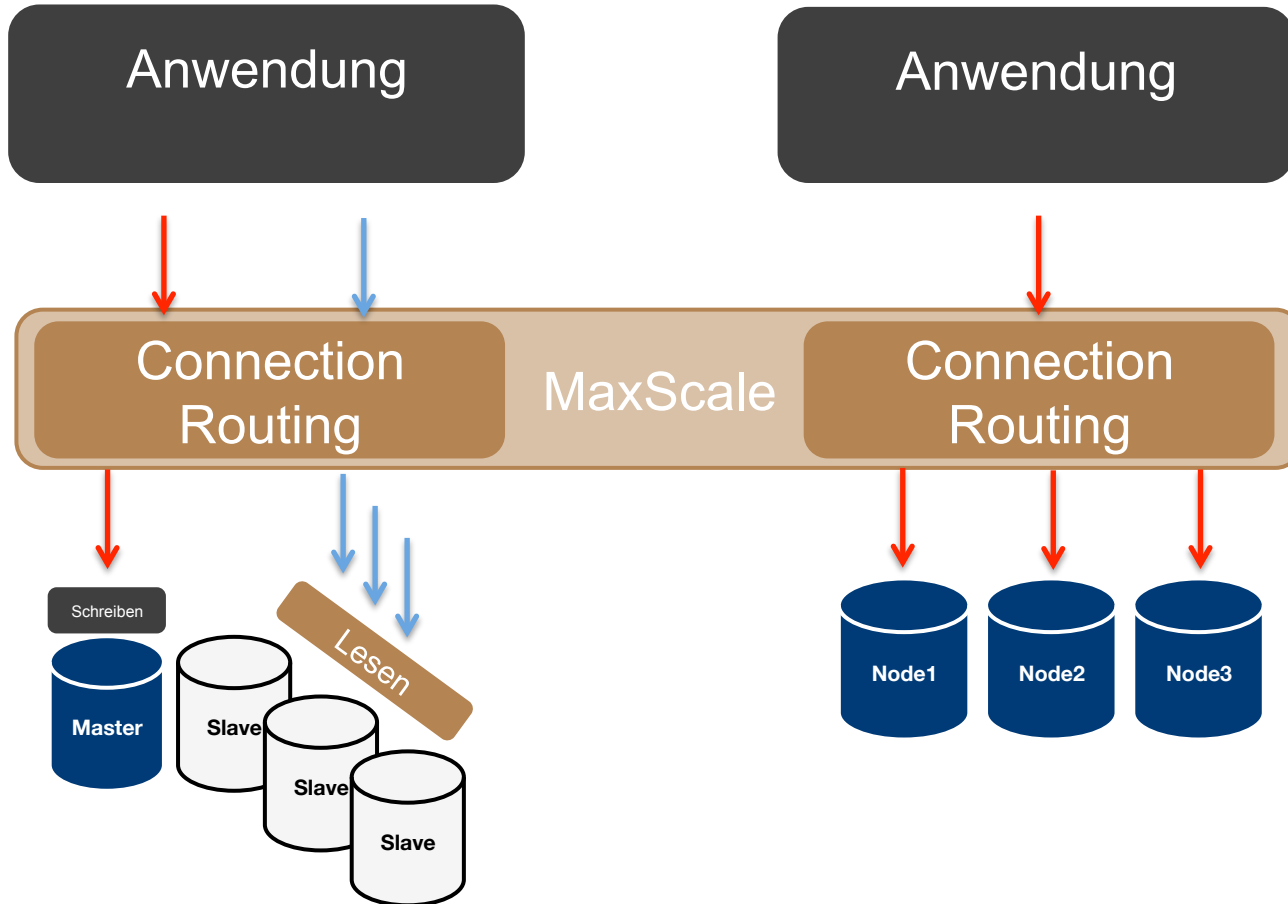 Anwendung
Anwendung
Connection
Routing
MaxScale
Connection
Routing
Schreiben
Lesen
Master
Slave
Slave
Slave
Node1
Node2
Node3